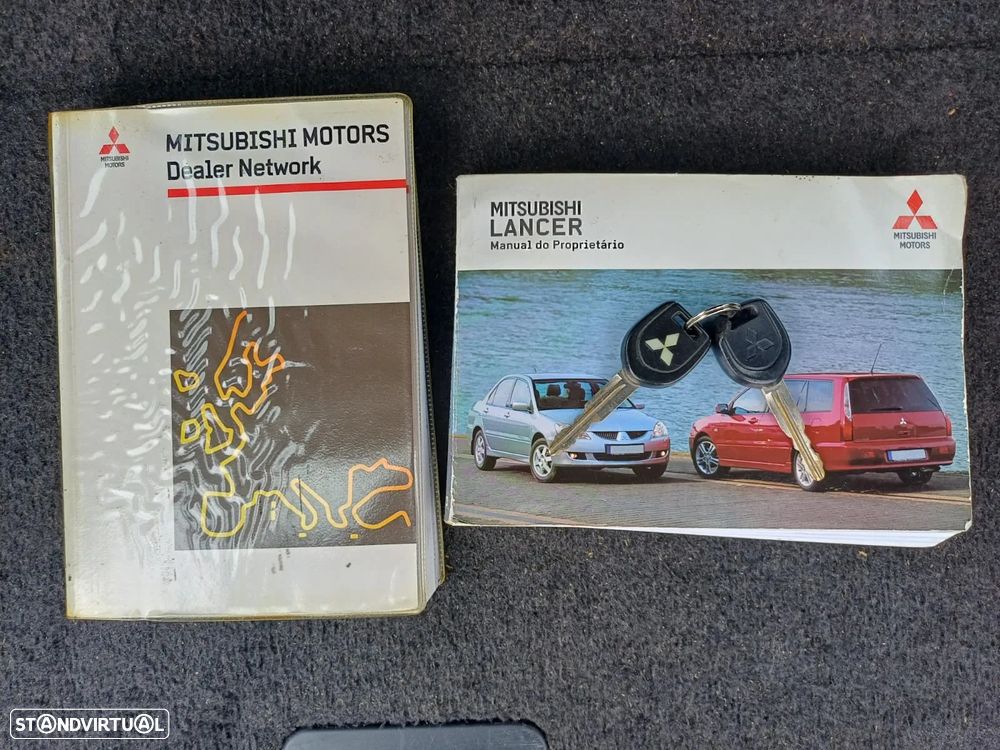 MITSUBISHI MOTORS
Dealer Network
MITSUBISHI
MOTORS
MITSUBISHI
LANCER
Manual do Proprietário
MITSUBISHI
MOTORS
STANDVIRTUAL